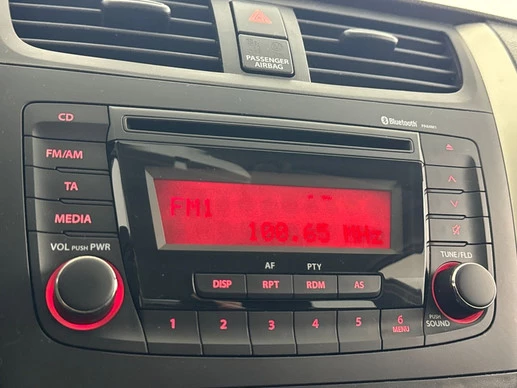 PASSENGER
AIRBAG
CD
Bluetooth
FM/AM
TA
MEDIA
VOL PUSH PWR
FM1
100.65 MHz
AF PTY
DISP RPT RDM AS
1 2 3 4 5 6
MENU
TUNE/FLD
PUSH
SOUND